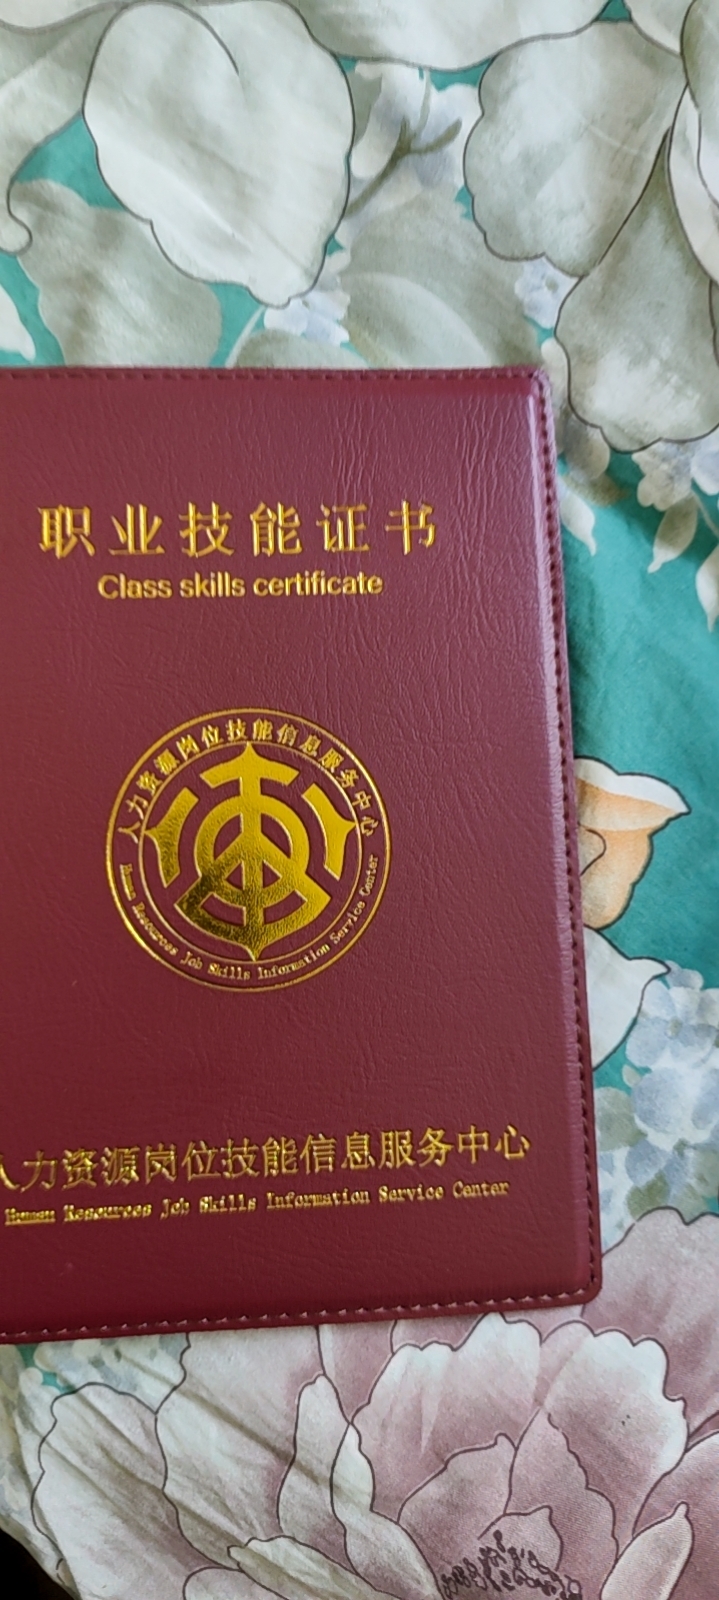 职业技能证书
Class skills certificate
人力资源岗位技能信息服务中心
Human Resources Job Skills Information Service Center
人力资源岗位技能信息服务中心
Human Resources Job Skills Information Service Center